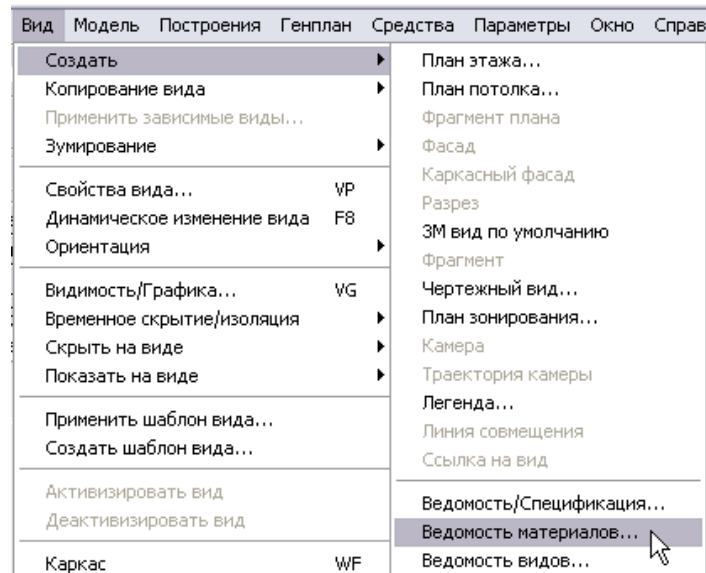 Вид Модель Построения Генплан Средства Параметры Окно Справ
Создать
Копирование вида
Применить зависимые виды...
Зумирование
Свойства вида... VP
Динамическое изменение вида F8
Ориентация
Видимость/Графика... VG
Временное скрытие/изоляция
Скрыть на виде
Показать на виде
Применить шаблон вида...
Создать шаблон вида...
Активизировать вид
Деактивизировать вид
Каркас WF
План этажа...
План потолка...
Фрагмент плана
Фасад
Каркасный фасад
Разрез
3М вид по умолчанию
Фрагмент
Чертежный вид...
План зонирования...
Камера
Траектория камеры
Легенда...
Линия совмещения
Ссылка на вид
Ведомость/Спецификация...
Ведомость материалов...
Ведомость видов...